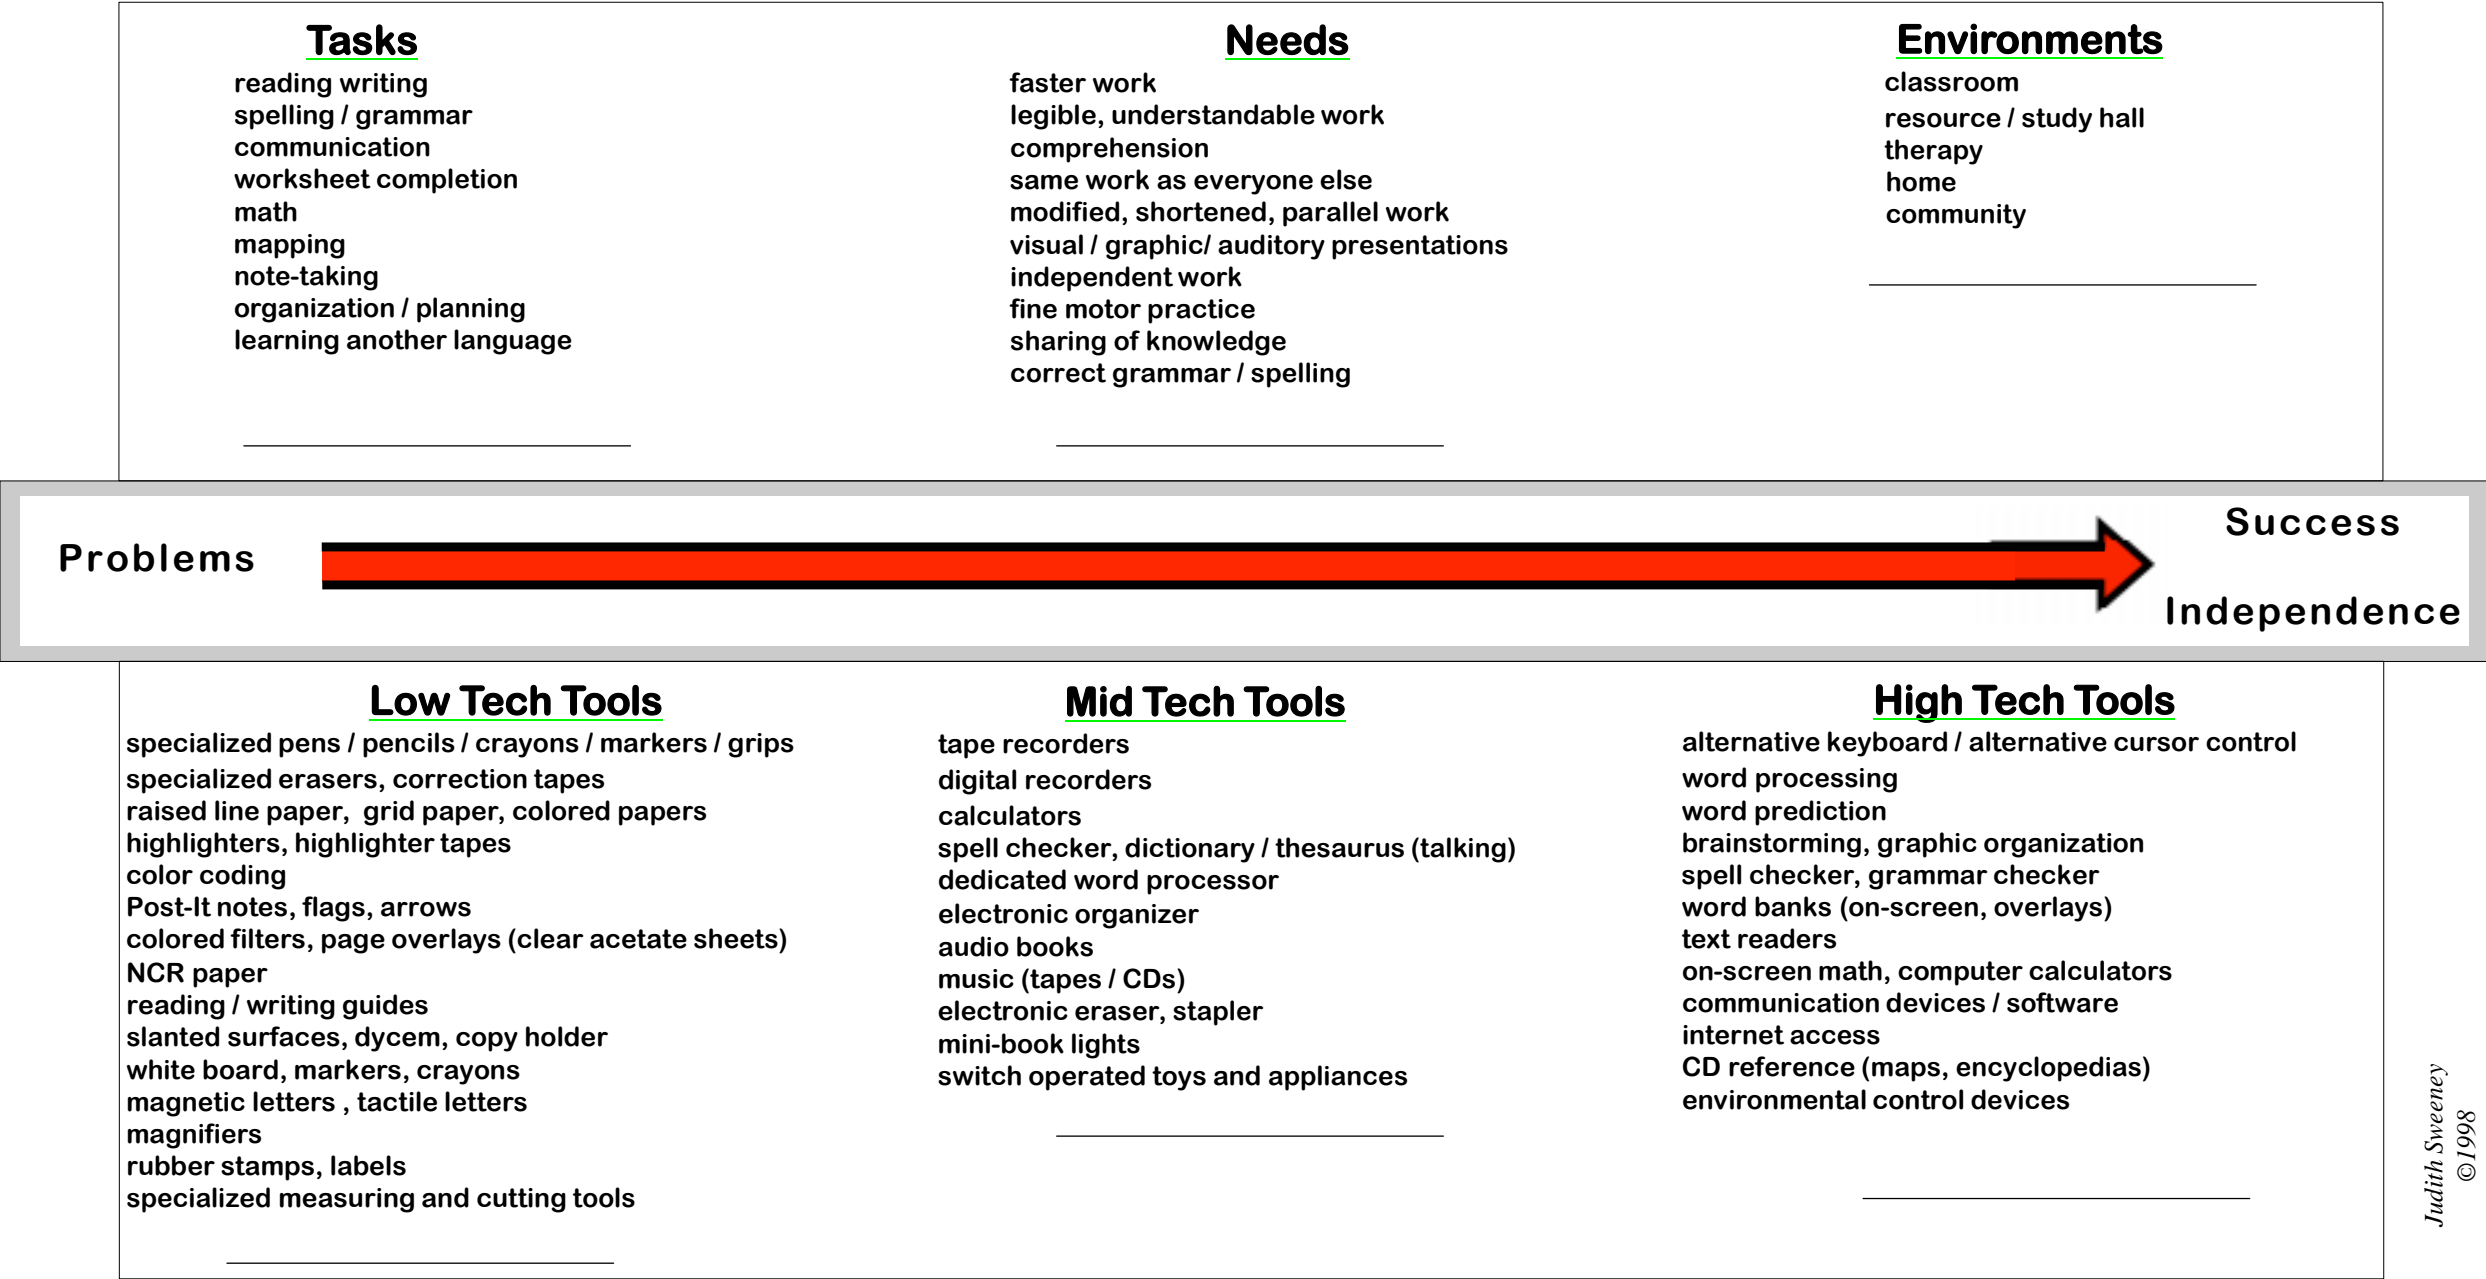 Tasks
reading writing
spelling / grammar
communication
worksheet completion
math
mapping
note-taking
organization / planning
learning another language
Needs
faster work
legible, understandable work
comprehension
same work as everyone else
modified, shortened, parallel work
visual / graphic/ auditory presentations
independent work
fine motor practice
sharing of knowledge
correct grammar / spelling
Environments
classroom
resource / study hall
therapy
home
community
Problems
Success
Independence
Low Tech Tools
specialized pens / pencils / crayons / markers / grips
specialized erasers, correction tapes
raised line paper,  grid paper, colored papers
highlighters, highlighter tapes
color coding
Post-It notes, flags, arrows
colored filters, page overlays (clear acetate sheets)
NCR paper
reading / writing guides
slanted surfaces, dycem, copy holder
white board, markers, crayons
magnetic letters , tactile letters
magnifiers
rubber stamps, labels
specialized measuring and cutting tools
Mid Tech Tools
tape recorders
digital recorders
calculators
spell checker, dictionary / thesaurus (talking)
dedicated word processor
electronic organizer
audio books
music (tapes / CDs)
electronic eraser, stapler
mini-book lights
switch operated toys and appliances
High Tech Tools
alternative keyboard / alternative cursor control
word processing
word prediction
brainstorming, graphic organization
spell checker, grammar checker
word banks (on-screen, overlays)
text readers
on-screen math, computer calculators
communication devices / software
internet access
CD reference (maps, encyclopedias)
environmental control devices
Judith Sweeney
©1998